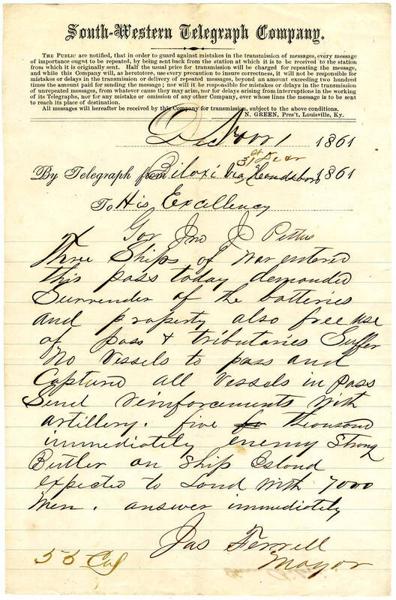 South-Western Telegraph Company.
THE PUBLIC are notified, that in order to guard against mistakes in the transmission of messages, every message
of importance ought to be repeated, by being sent back from the station at which it is to be received to the station
from which it is originally sent. Half the usual price for transmission will be charged for repeating the message,
and while this Company will, as heretofore, use every precaution to insure correctness, it will not be responsible for
mistakes or delays in the transmission or delivery of repeated messages, beyond an amount exceeding two hundred
times the amount paid for sending the message; nor will it be responsible for mistakes or delays in the transmission
of unrepeated messages, from whatever cause they may arise, nor for delays arising from interruptions in the working
of its Telegraphs, nor for any mistake or omission of any other Company, over whose lines the message is to be sent
to reach its place of destination.
All messages will hereafter be received by this Company for transmission, subject to the above conditions.
N. GREEN, Pres't, Louisville, Ky.
Dec 1 1861
31st Dec
By Telegraph from Biloxi Via 1861
To His Excellency
Gov Jno J Pettus
Three Ships of War entered
this pass today demanded
Surrender of the batteries
and property also free use
of pass & tributaries Suffer
No Vessels to pass and
Capture all Vessels in pass
Send reinforcements with
artillery. five thousand
immediately enemy Strong
Butler on Ship Island
expected to Land With 7000
men. answer immediately
Jas Ferrell
Mayor
55 Col